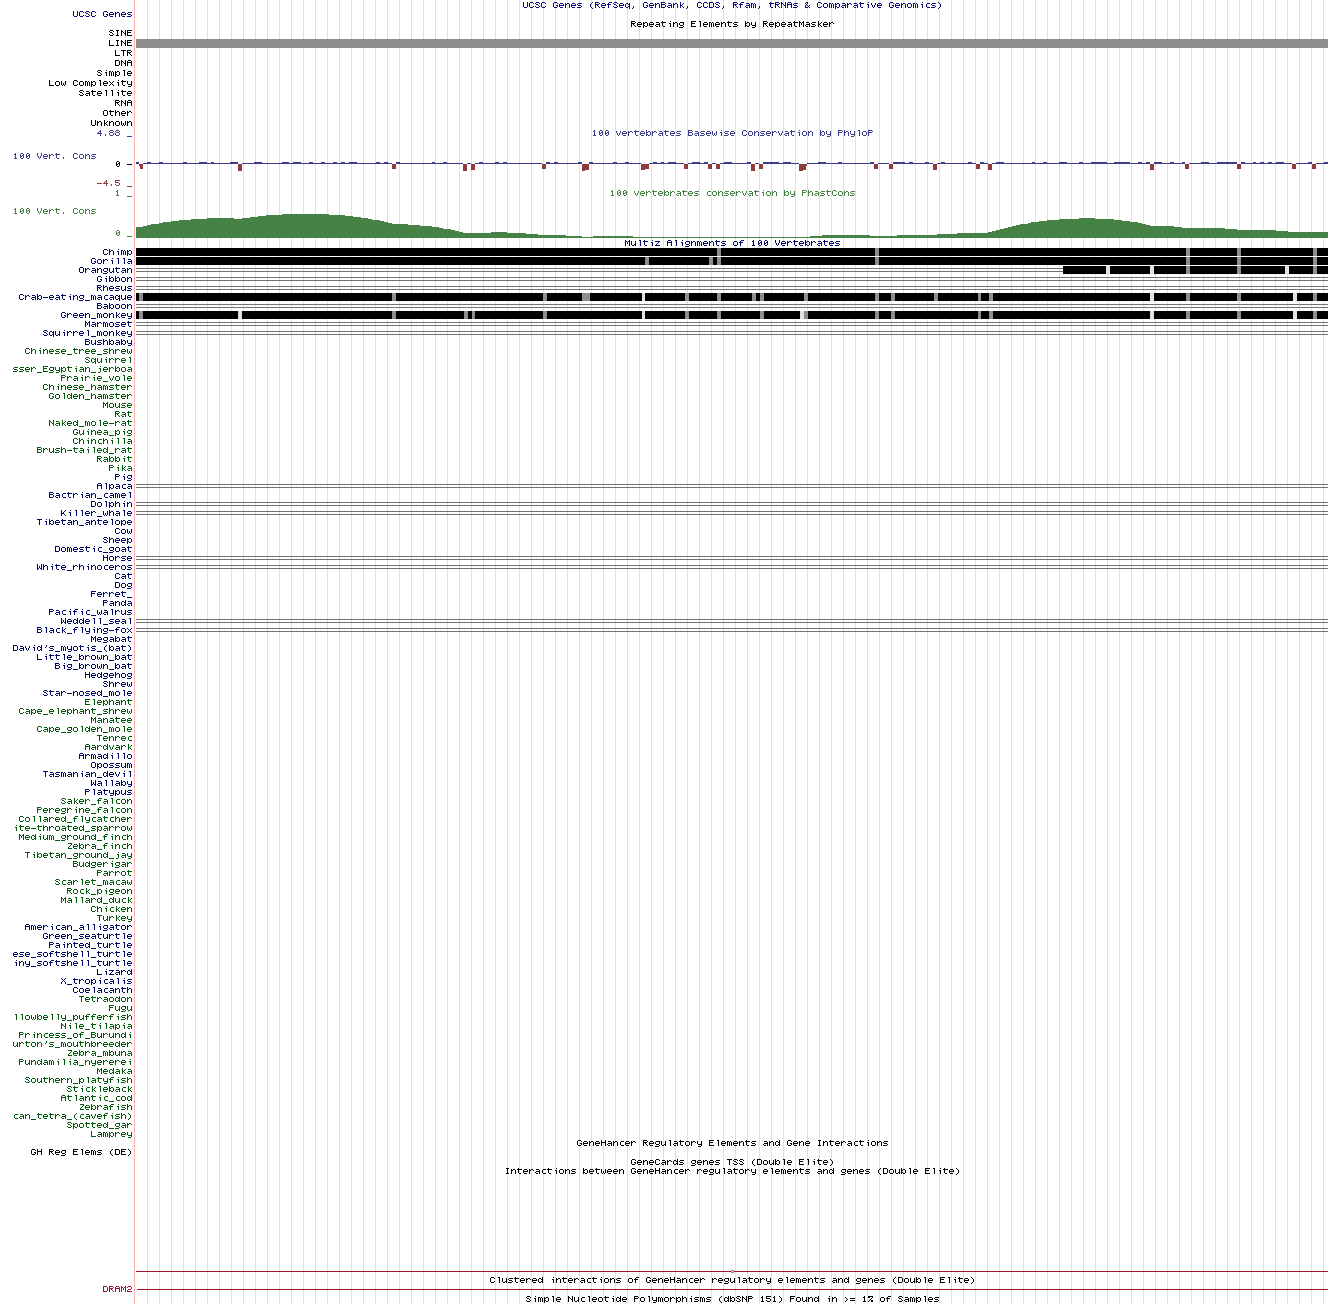 UCSC Genes (RefSeq, GenBank, CCDS, Rfam, tRNAs & Comparative Genomics)
UCSC Genes
Repeating Elements by RepeatMasker
SINE
LINE
LTR
DNA
Simple
Low Complexity
Satellite
RNA
Other
Unknown
4.88 _
100 vertebrates Basewise Conservation by PhyloP
100 Vert. Cons
0 _
-4.5 _
1 _
100 vertebrates conservation by PhastCons
100 Vert. Cons
0 _
Multiz Alignments of 100 Vertebrates
Chimp
Gorilla
Orangutan
Gibbon
Rhesus
Crab-eating_macaque
Baboon
Green_monkey
Marmoset
Squirrel_monkey
Bushbaby
Chinese_tree_shrew
Squirrel
sser_Egyptian_jerboa
Prairie_vole
Chinese_hamster
Golden_hamster
Mouse
Rat
Naked_mole-rat
Guinea_pig
Chinchilla
Brush-tailed_rat
Rabbit
Pika
Pig
Alpaca
Bactrian_camel
Dolphin
Killer_whale
Tibetan_antelope
Cow
Sheep
Domestic_goat
Horse
White_rhinoceros
Cat
Dog
Ferret_
Panda
Pacific_walrus
Weddell_seal
Black_flying-fox
Megabat
David's_myotis_(bat)
Little_brown_bat
Big_brown_bat
Hedgehog
Shrew
Star-nosed_mole
Elephant
Cape_elephant_shrew
Manatee
Cape_golden_mole
Tenrec
Aardvark
Armadillo
Opossum
Tasmanian_devil
Wallaby
Platypus
Saker_falcon
Peregrine_falcon
Collared_flycatcher
ite-throated_sparrow
Medium_ground_finch
Zebra_finch
Tibetan_ground_jay
Budgerigar
Parrot
Scarlet_macaw
Rock_pigeon
Mallard_duck
Chicken
Turkey
American_alligator
Green_seaturtle
Painted_turtle
ese_softshell_turtle
iny_softshell_turtle
Lizard
X_tropicalis
Coelacanth
Tetraodon
Fugu
llowbelly_pufferfish
Nile_tilapia
Princess_of_Burundi
urton's_mouthbreeder
Zebra_mbuna
Pundamilia_nyererei
Medaka
Southern_platyfish
Stickleback
Atlantic_cod
Zebrafish
can_tetra_(cavefish)
Spotted_gar
Lamprey
GeneHancer Regulatory Elements and Gene Interactions
GH Reg Elems (DE)
GeneCards genes TSS (Double Elite)
Interactions between GeneHancer regulatory elements and genes (Double Elite)
Clustered interactions of GeneHancer regulatory elements and genes (Double Elite)
DRAM2
Simple Nucleotide Polymorphisms (dbSNP 151) Found in >= 1% of Samples